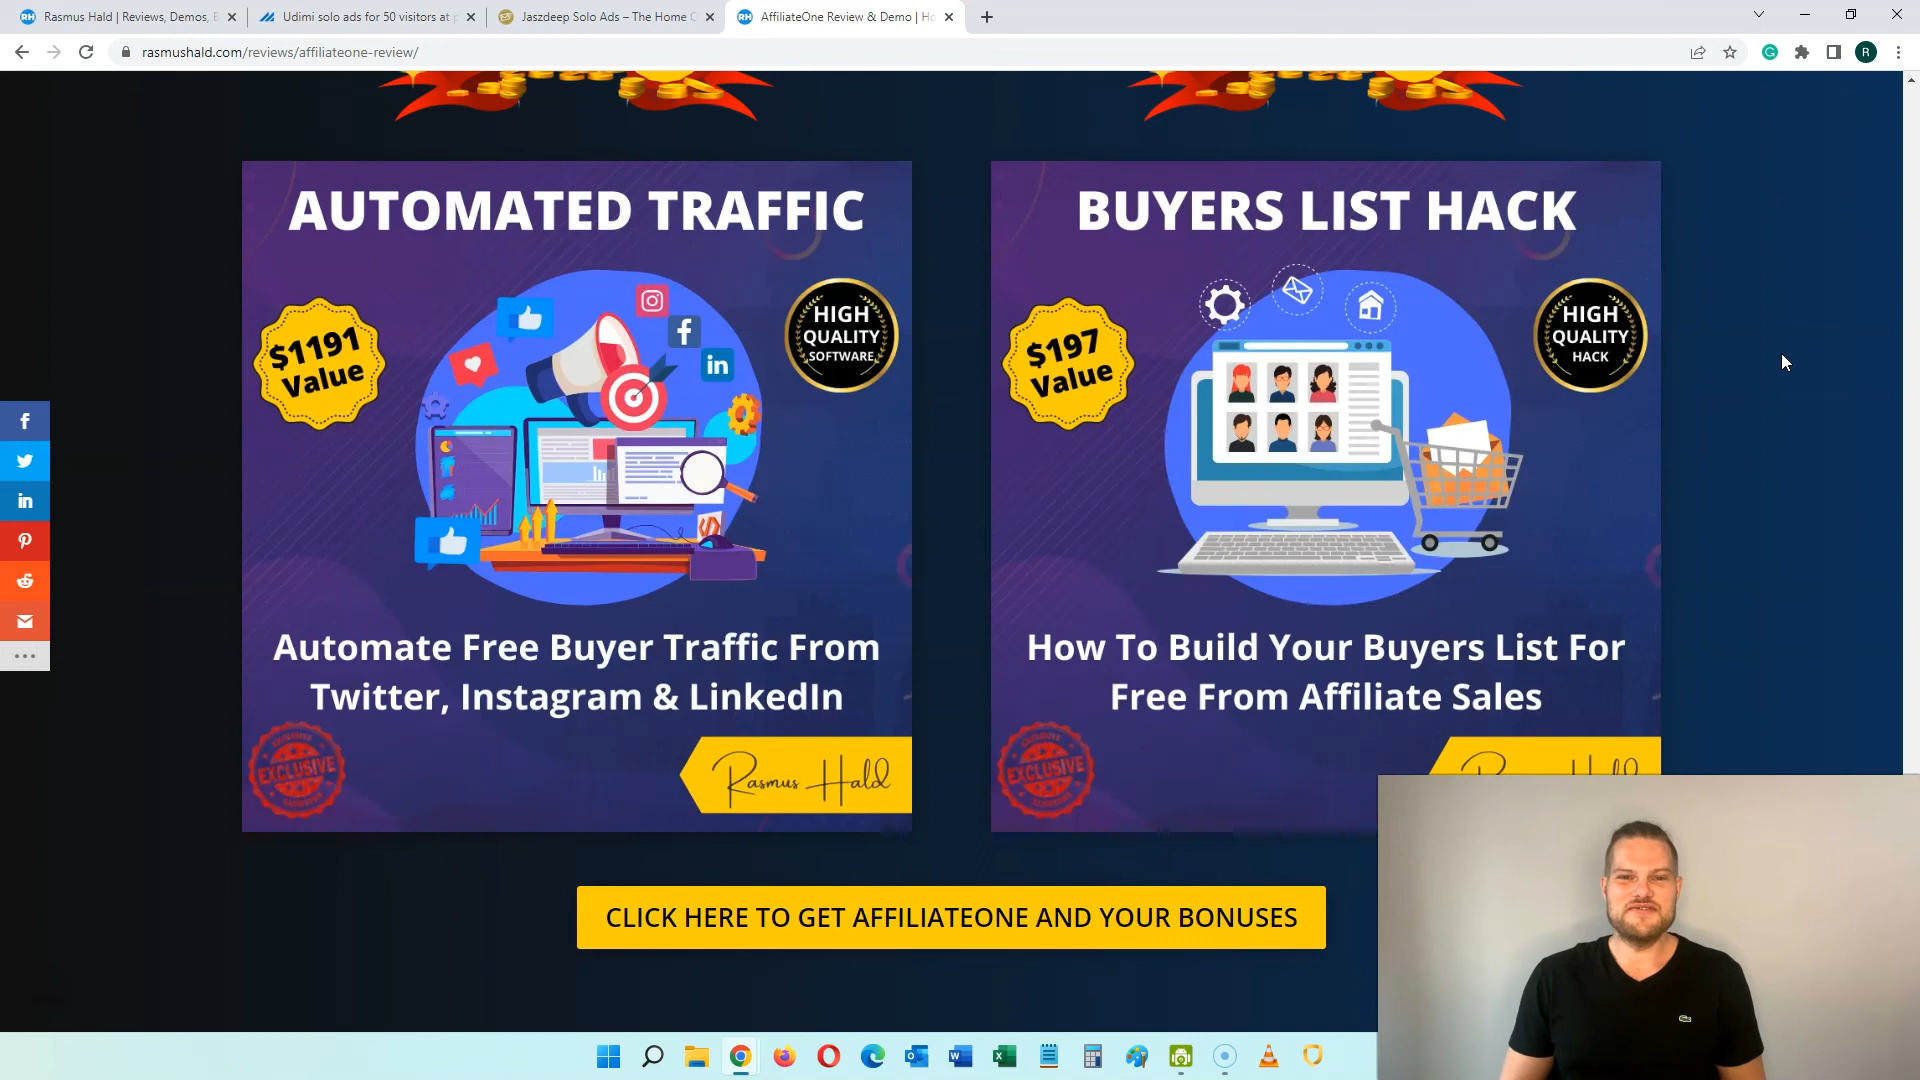 Rasmus Hald | Reviews, Demos, B
Udimi solo ads for 50 visitors at p
Jaszdeep Solo Ads – The Home O
AffiliateOne Review & Demo | Ho
rasmushald.com/reviews/affiliateone-review/
R
AUTOMATED TRAFFIC
$1191
Value
HIGH
QUALITY
SOFTWARE
Automate Free Buyer Traffic From
Twitter, Instagram & LinkedIn
EXCLUSIVE
Rasmus Hald
BUYERS LIST HACK
$197
Value
HIGH
QUALITY
HACK
How To Build Your Buyers List For
Free From Affiliate Sales
EXCLUSIVE
Rasmus Hald
CLICK HERE TO GET AFFILIATEONE AND YOUR BONUSES